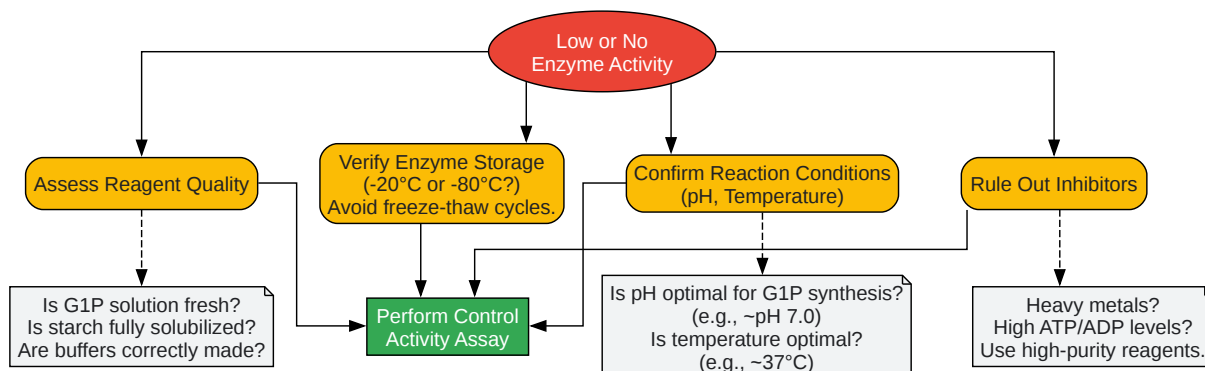 Low or No
Enzyme Activity
Assess Reagent Quality
Verify Enzyme Storage
(-20°C or -80°C?)
Avoid freeze-thaw cycles.
Confirm Reaction Conditions
(pH, Temperature)
Rule Out Inhibitors
Is G1P solution fresh?
Is starch fully solubilized?
Are buffers correctly made?
Perform Control
Activity Assay
Is pH optimal for G1P synthesis?
(e.g., ~pH 7.0)
Is temperature optimal?
(e.g., ~37°C)
Heavy metals?
High ATP/ADP levels?
Use high-purity reagents.